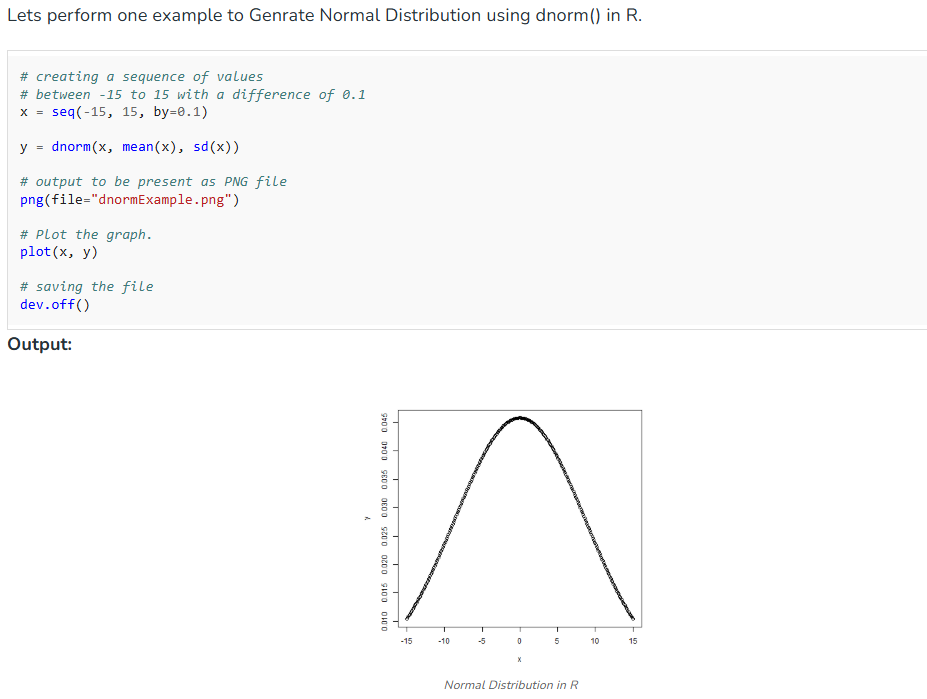 Lets perform one example to Genrate Normal Distribution using dnorm() in R.
# creating a sequence of values
# between -15 to 15 with a difference of 0.1
x = seq(-15, 15, by=0.1)
y = dnorm(x, mean(x), sd(x))
# output to be present as PNG file
png(file="dnormExample.png")
# Plot the graph.
plot(x, y)
# saving the file
dev.off()
Output:
0.045
0.040
0.035
0.030
0.025
0.020
0.015
0.010
y
-15 -10 -5 0 5 10 15
x
Normal Distribution in R